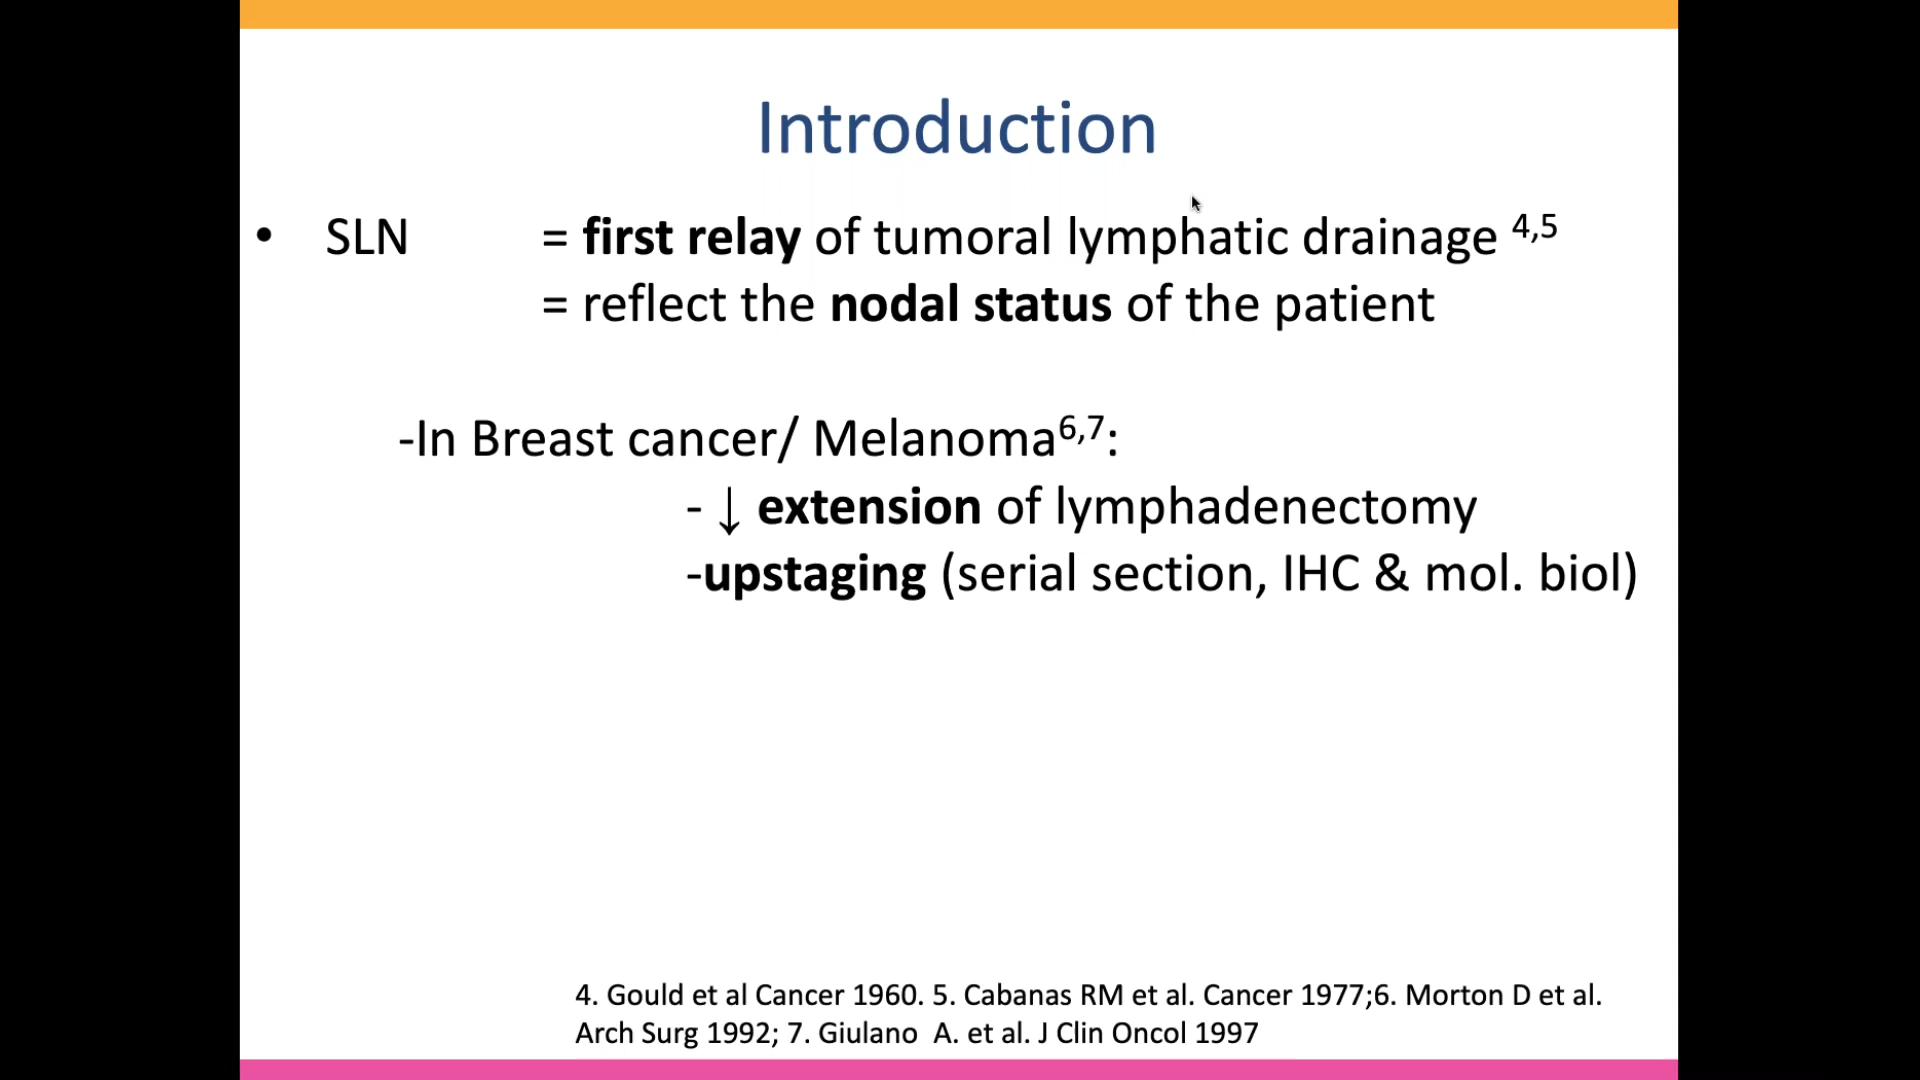 Introduction
• SLN = first relay of tumoral lymphatic drainage 4,5
= reflect the nodal status of the patient
-In Breast cancer/ Melanoma6,7:
- ↓ extension of lymphadenectomy
-upstaging (serial section, IHC & mol. biol)
4. Gould et al Cancer 1960. 5. Cabanas RM et al. Cancer 1977;6. Morton D et al.
Arch Surg 1992; 7. Giulano A. et al. J Clin Oncol 1997